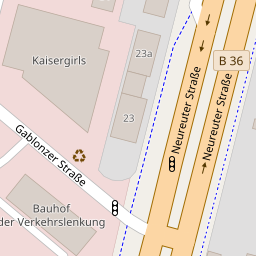 23a
Kaisergirls
B 36
23
Neureuter Straße
Neureuter Straße
Gablonzer Straße
Bauhof
der Verkehrslenkung